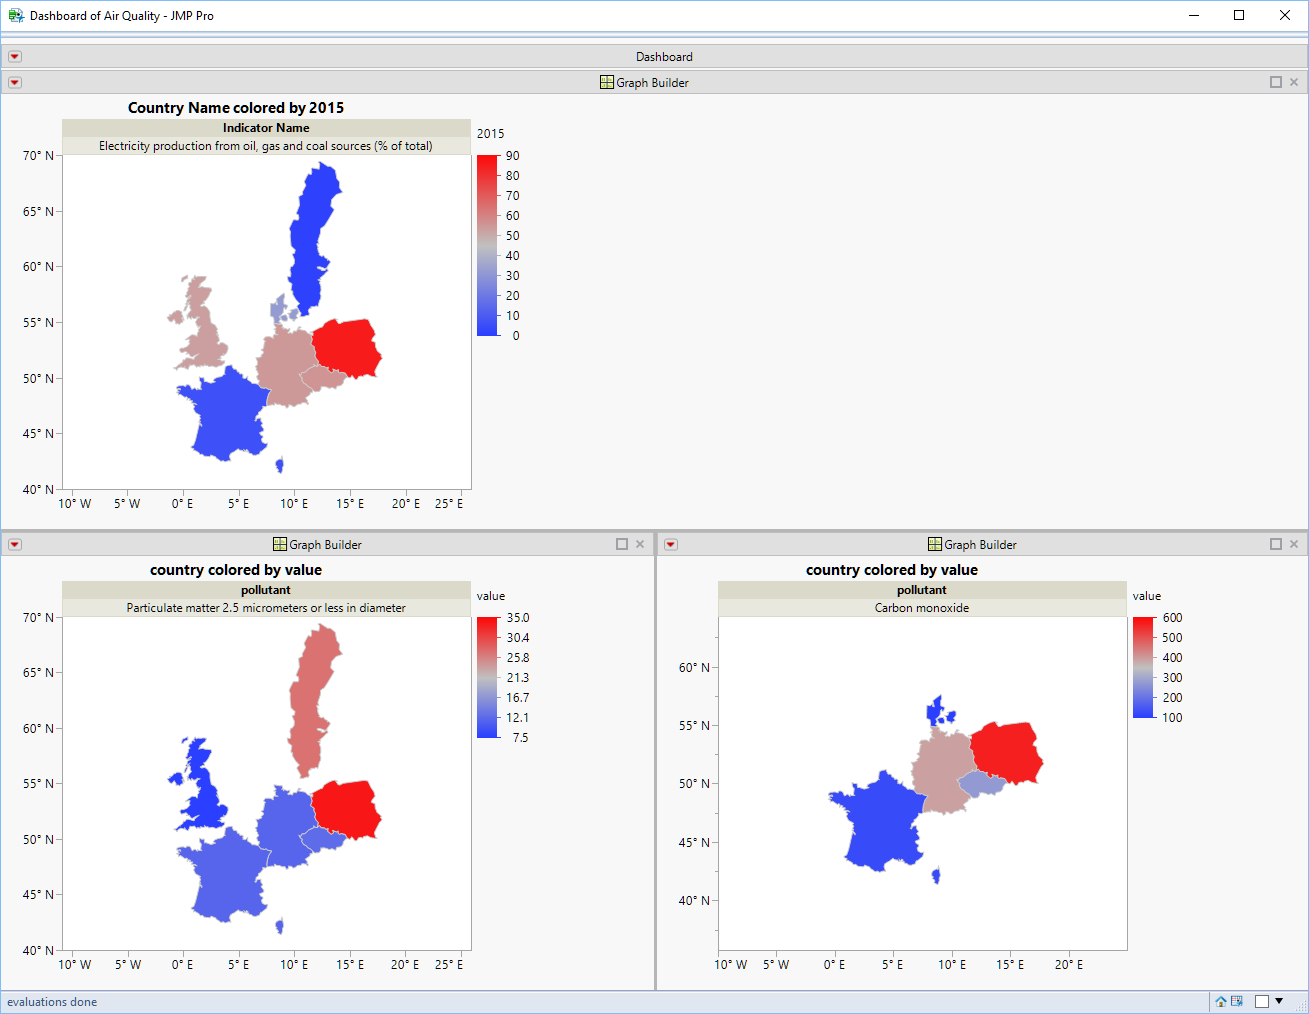 Dashboard of Air Quality - JMP Pro
Dashboard
Graph Builder
Country Name colored by 2015
Indicator Name
Electricity production from oil, gas and coal sources (% of total)
2015
90
80
70
60
50
40
30
20
10
0
70° N
65° N
60° N
55° N
50° N
45° N
40° N
10° W 5° W 0° E 5° E 10° E 15° E 20° E 25° E
Graph Builder
country colored by value
pollutant
Particulate matter 2.5 micrometers or less in diameter
value
35.0
30.4
25.8
21.3
16.7
12.1
7.5
70° N
65° N
60° N
55° N
50° N
45° N
40° N
10° W 5° W 0° E 5° E 10° E 15° E 20° E 25° E
Graph Builder
country colored by value
pollutant
Carbon monoxide
value
600
500
400
300
200
100
60° N
55° N
50° N
45° N
40° N
10° W 5° W 0° E 5° E 10° E 15° E 20° E
evaluations done